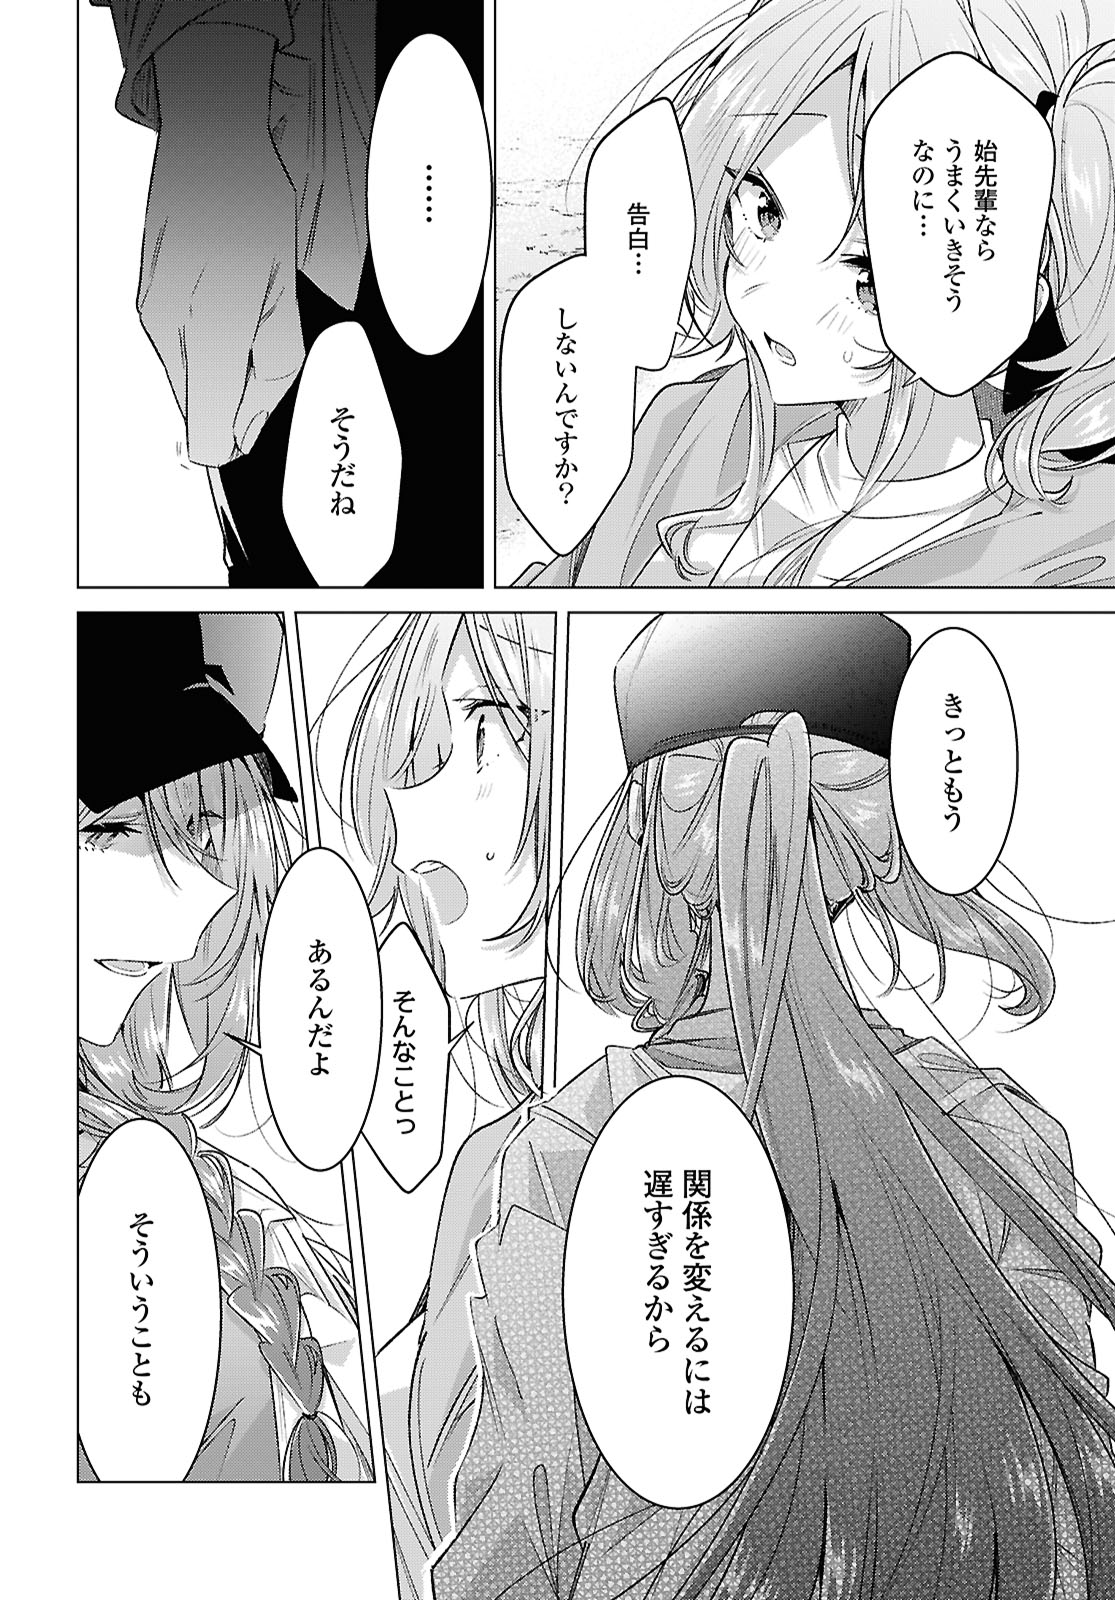 始先輩なら
うまくいきそう
なのに…
告白…
しないんですか？
……
そうだね
きっともう
関係を変えるには
遅すぎるから
そんなことっ
あるんだよ
そういうことも